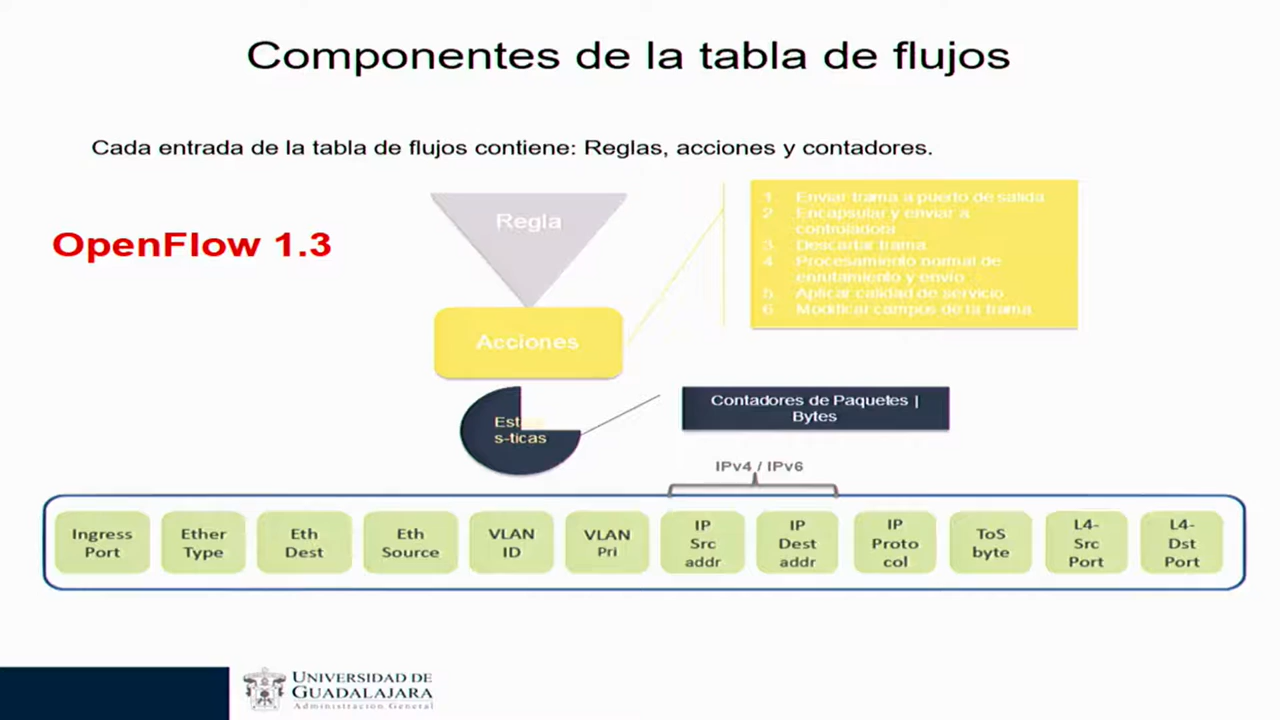 Componentes de la tabla de flujos
Cada entrada de la tabla de flujos contiene: Reglas, acciones y contadores.
OpenFlow 1.3
Regla
Acciones
1. Enviar trama a puerto de salida
2. Encapsular y enviar a
controladora
3. Descartar trama
4. Procesamiento normal de
enrutamiento y envio
5. Aplicar calidad de servicio
6. Modificar campos de la trama
s-ticas
Contadores de Paquetes |
Bytes
IPv4 / IPv6
Ingress
Port
Ether
Type
Eth
Dest
Eth
Source
VLAN
ID
VLAN
Pri
IP
Src
addr
IP
Dest
addr
IP
Proto
col
ToS
byte
L4-
Src
Port
L4-
Dst
Port
UNIVERSIDAD DE
GUADALAJARA
Administración General